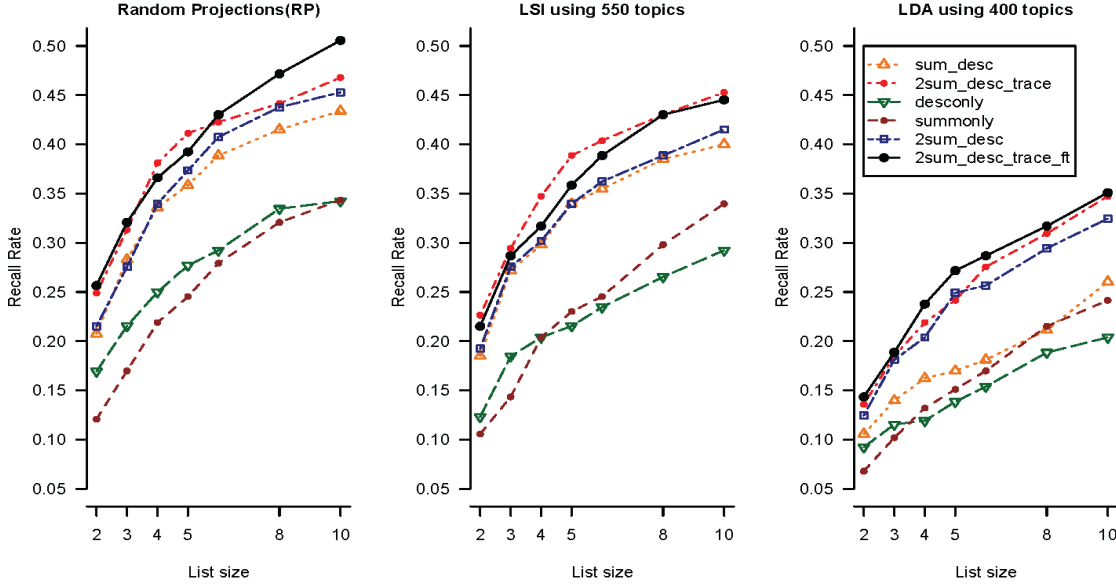 Random Projections(RP)
Recall Rate
0.50
0.45
0.40
0.35
0.30
0.25
0.20
0.15
0.10
0.05
2 3 4 5 8 10
List size
LSI using 550 topics
Recall Rate
0.50
0.45
0.40
0.35
0.30
0.25
0.20
0.15
0.10
0.05
2 3 4 5 8 10
List size
LDA using 400 topics
Recall Rate
0.50
0.45
0.40
0.35
0.30
0.25
0.20
0.15
0.10
0.05
2 3 4 5 8 10
List size
sum_desc
2sum_desc_trace
desconly
summonly
2sum_desc
2sum_desc_trace_ft